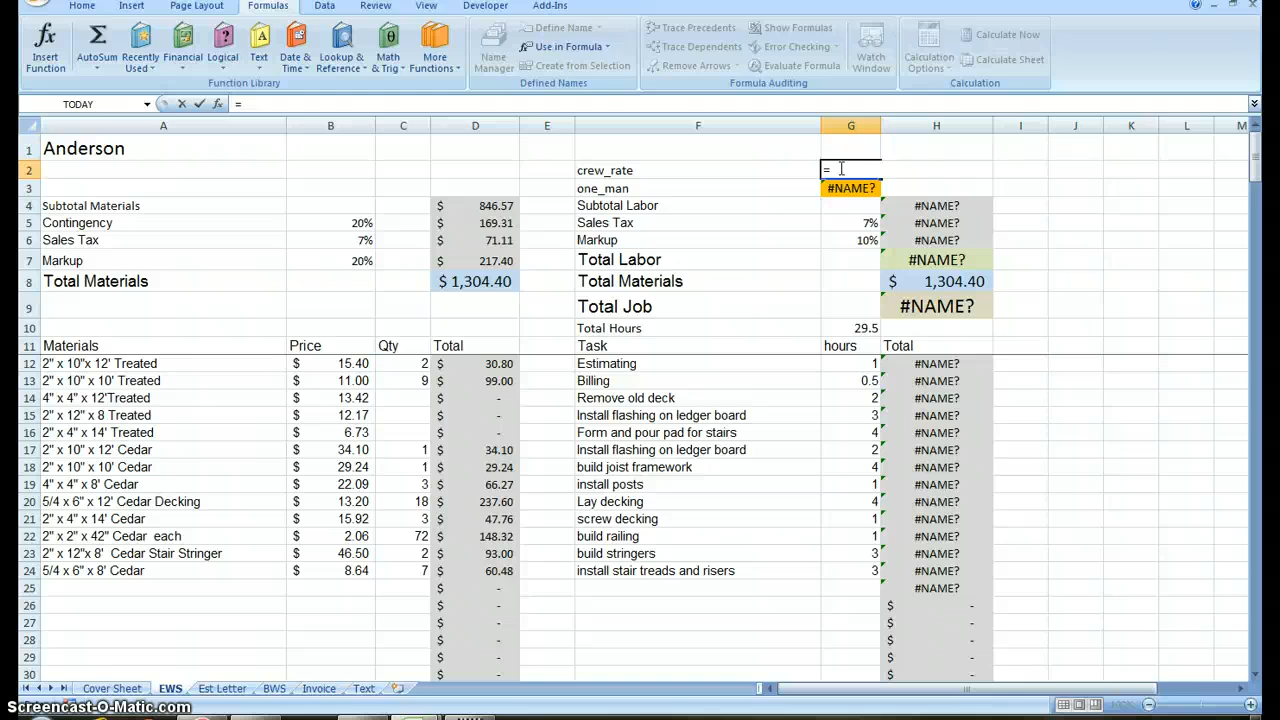 Home Insert Page Layout Formulas Data Review View Developer Add-Ins
Insert Function AutoSum Recently Used Financial Logical Text Date & Time Lookup & Reference Math & Trig More Functions
Function Library
Name Manager Define Name Use in Formula Create from Selection
Defined Names
Trace Precedents Trace Dependents Remove Arrows Show Formulas Error Checking Evaluate Formula Watch Window
Formula Auditing
Calculation Options Calculate Now Calculate Sheet
Calculation
TODAY fx =
A B C D E F G H I J K L M
1 Anderson
2 crew_rate =
3 one_man #NAME?
4 Subtotal Materials $ 846.57 Subtotal Labor #NAME?
5 Contingency 20% $ 169.31 Sales Tax 7% #NAME?
6 Sales Tax 7% $ 71.11 Markup 10% #NAME?
7 Markup 20% $ 217.40 Total Labor #NAME?
8 Total Materials $ 1,304.40 Total Materials $ 1,304.40
9 Total Job #NAME?
10 Total Hours 29.5
11 Materials Price Qty Total Task hours Total
12 2" x 10"x 12' Treated $ 15.40 2 $ 30.80 Estimating 1 #NAME?
13 2" x 10" x 10' Treated $ 11.00 9 $ 99.00 Billing 0.5 #NAME?
14 4" x 4" x 12'Treated $ 13.42 $ - Remove old deck 2 #NAME?
15 2" x 12" x 8 Treated $ 12.17 $ - Install flashing on ledger board 3 #NAME?
16 2" x 4" x 14' Treated $ 6.73 $ - Form and pour pad for stairs 4 #NAME?
17 2" x 10" x 12' Cedar $ 34.10 1 $ 34.10 Install flashing on ledger board 2 #NAME?
18 2" x 10" x 10' Cedar $ 29.24 1 $ 29.24 build joist framework 4 #NAME?
19 4" x 4" x 8' Cedar $ 22.09 3 $ 66.27 install posts 1 #NAME?
20 5/4 x 6" x 12' Cedar Decking $ 13.20 18 $ 237.60 Lay decking 4 #NAME?
21 2" x 4" x 14' Cedar $ 15.92 3 $ 47.76 screw decking 1 #NAME?
22 2" x 2" x 42" Cedar each $ 2.06 72 $ 148.32 build railing 1 #NAME?
23 2" x 12"x 8' Cedar Stair Stringer $ 46.50 2 $ 93.00 build stringers 3 #NAME?
24 5/4 x 6" x 8' Cedar $ 8.64 7 $ 60.48 install stair treads and risers 3 #NAME?
25 $ - #NAME?
26 $ - $ -
27 $ - $ -
28 $ - $ -
29 $ - $ -
30 $ - $ -
Cover Sheet EWS Est Letter BWS Invoice Text
Screencast-O-Matic.com